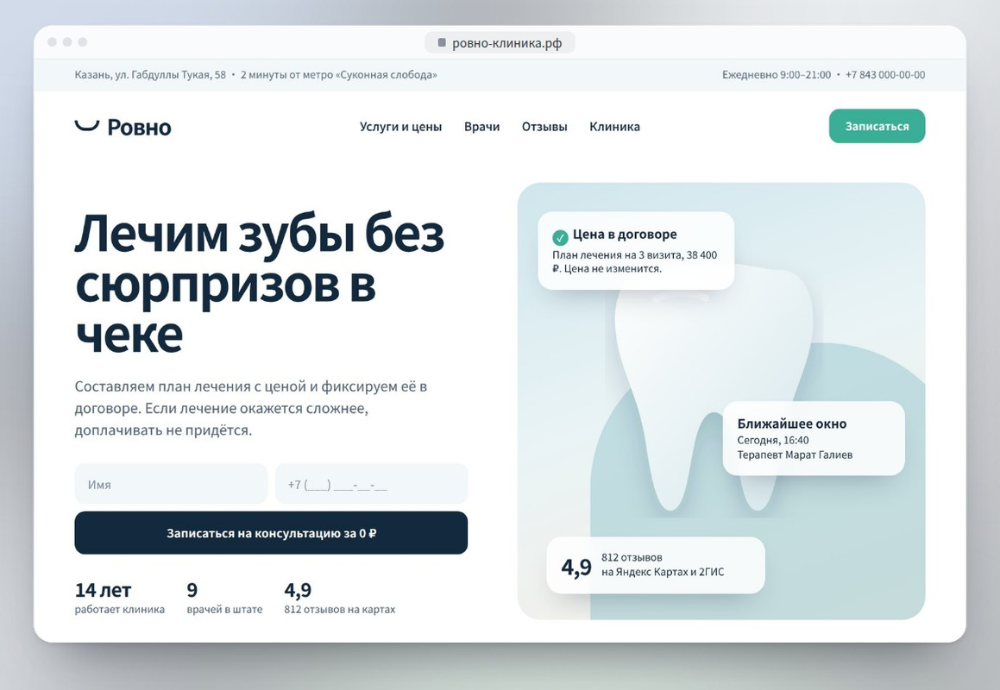 ровно-клиника.рф
Казань, ул. Габдуллы Тукая, 58 • 2 минуты от метро «Суконная слобода»
Ежедневно 9:00–21:00 • +7 843 000-00-00
Ровно
Услуги и цены
Врачи
Отзывы
Клиника
Записаться
Лечим зубы без
сюрпризов в
чеке
Составляем план лечения с ценой и фиксируем её в
договоре. Если лечение окажется сложнее,
доплачивать не придётся.
Имя
+7 (___) ___-__-__
Записаться на консультацию за 0 ₽
14 лет
работает клиника
9
врачей в штате
4,9
812 отзывов на картах
✓ Цена в договоре
План лечения на 3 визита, 38 400
₽. Цена не изменится.
Ближайшее окно
Сегодня, 16:40
Терапевт Марат Галиев
4,9
812 отзывов
на Яндекс Картах и 2ГИС